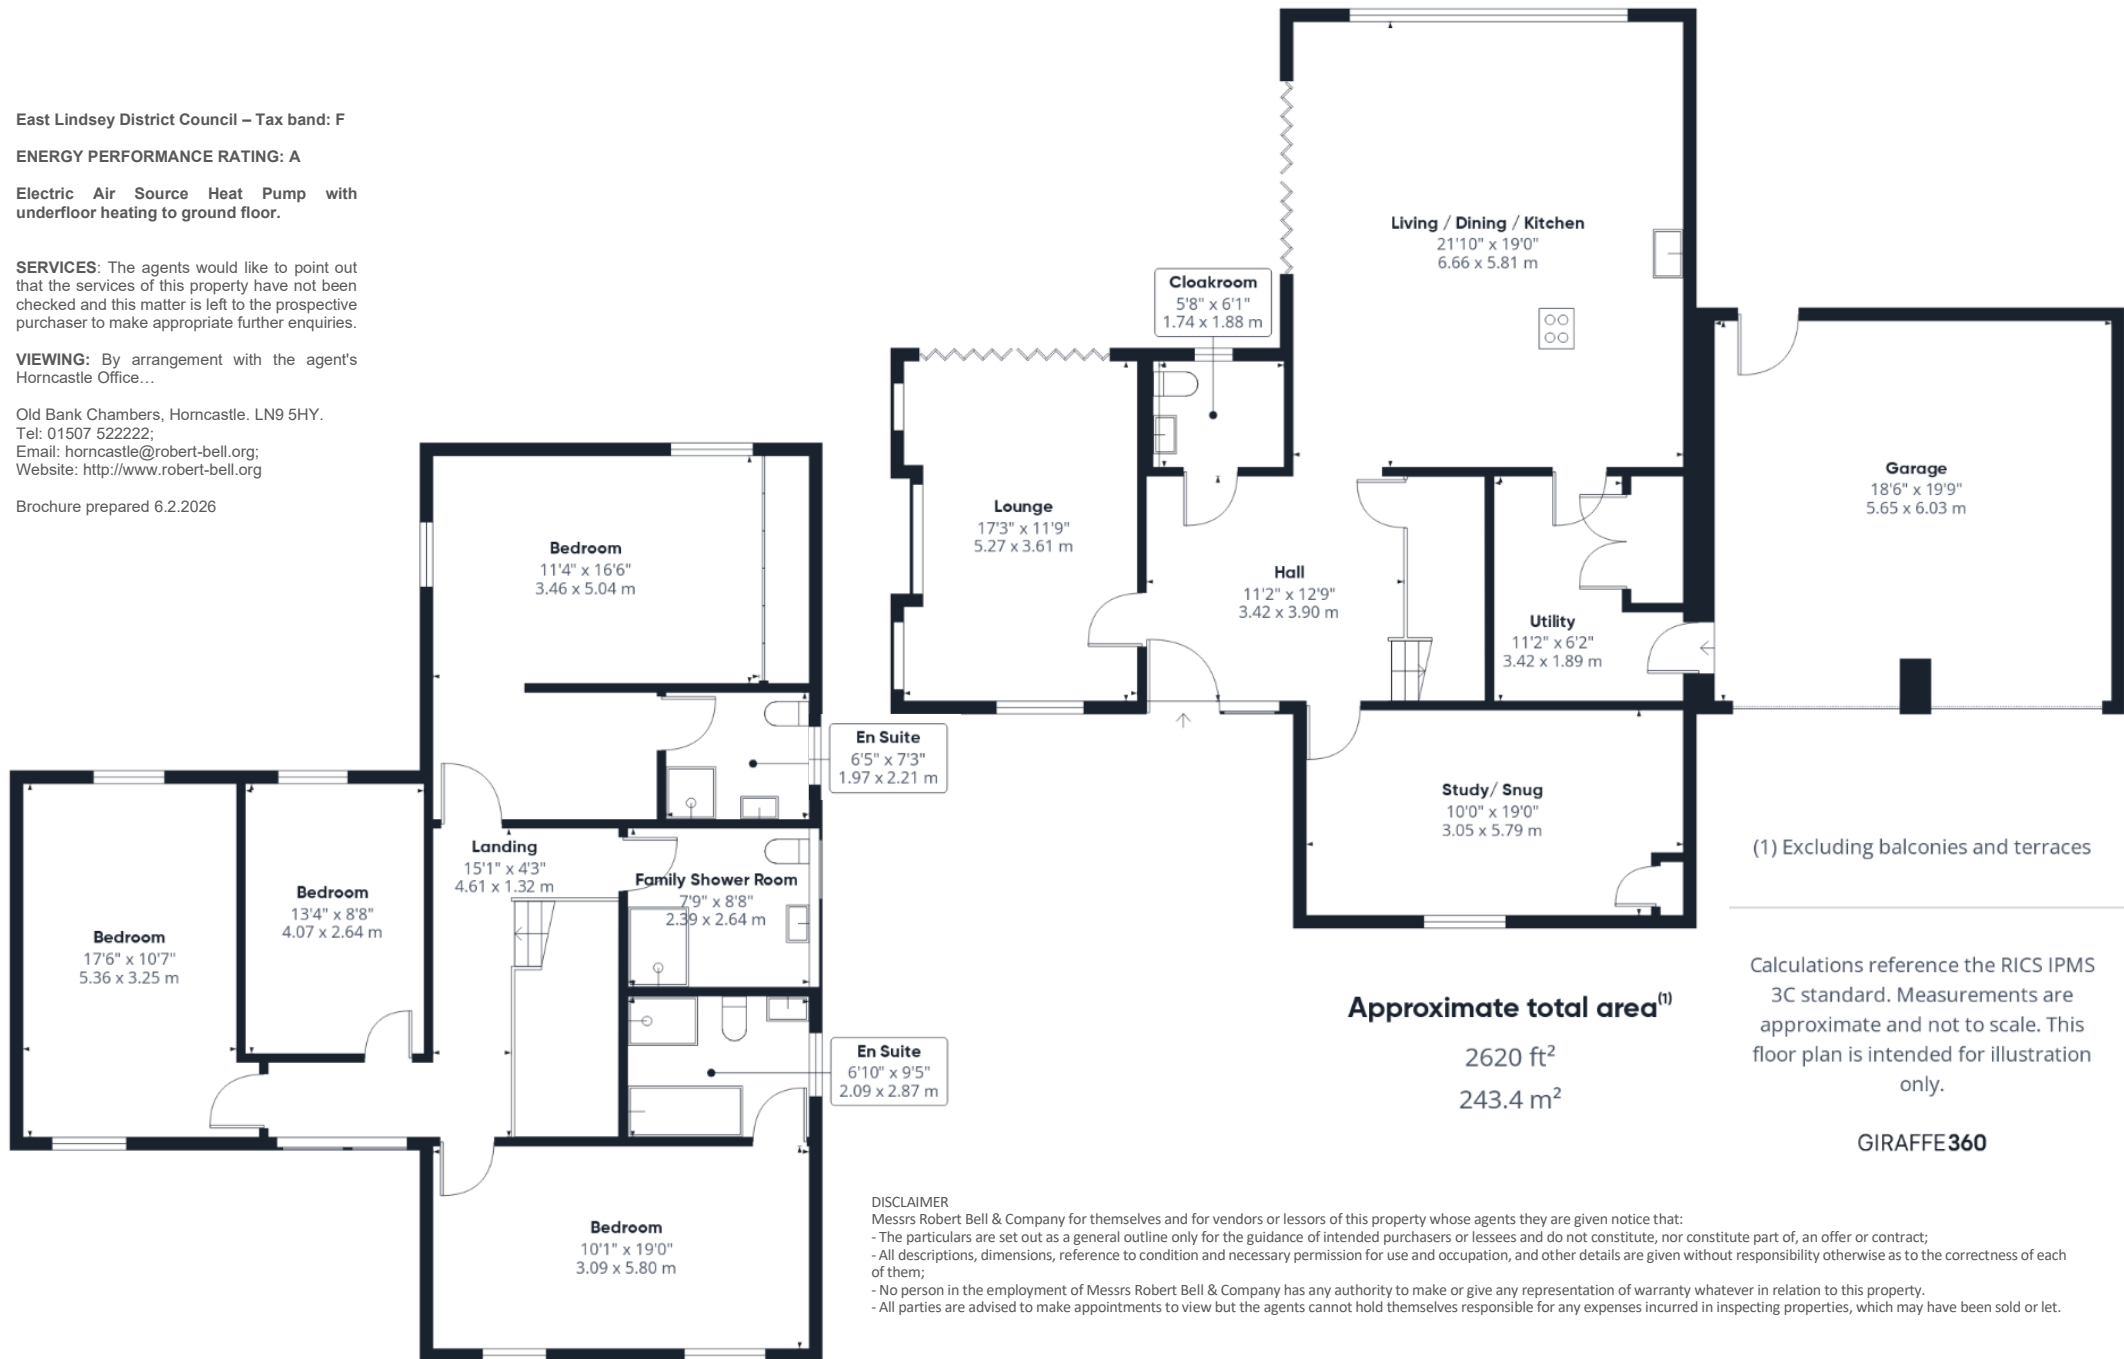 East Lindsey District Council – Tax band: F
ENERGY PERFORMANCE RATING: A
Electric Air Source Heat Pump with
underfloor heating to ground floor.
SERVICES: The agents would like to point out
that the services of this property have not been
checked and this matter is left to the prospective
purchaser to make appropriate further enquiries.
VIEWING: By arrangement with the agent's
Horncastle Office…
Old Bank Chambers, Horncastle. LN9 5HY.
Tel: 01507 522222;
Email: horncastle@robert-bell.org;
Website: http://www.robert-bell.org
Brochure prepared 6.2.2026
Bedroom
11'4" x 16'6"
3.46 x 5.04 m
En Suite
6'5" x 7'3"
1.97 x 2.21 m
Landing
15'1" x 4'3"
4.61 x 1.32 m
Family Shower Room
7'9" x 8'8"
2.39 x 2.64 m
Bedroom
13'4" x 8'8"
4.07 x 2.64 m
Bedroom
17'6" x 10'7"
5.36 x 3.25 m
En Suite
6'10" x 9'5"
2.09 x 2.87 m
Bedroom
10'1" x 19'0"
3.09 x 5.80 m
Living / Dining / Kitchen
21'10" x 19'0"
6.66 x 5.81 m
Cloakroom
5'8" x 6'1"
1.74 x 1.88 m
Lounge
17'3" x 11'9"
5.27 x 3.61 m
Hall
11'2" x 12'9"
3.42 x 3.90 m
Utility
11'2" x 6'2"
3.42 x 1.89 m
Garage
18'6" x 19'9"
5.65 x 6.03 m
Study/ Snug
10'0" x 19'0"
3.05 x 5.79 m
Approximate total area(1)
2620 ft²
243.4 m²
(1) Excluding balconies and terraces
Calculations reference the RICS IPMS
3C standard. Measurements are
approximate and not to scale. This
floor plan is intended for illustration
only.
GIRAFFE360
DISCLAIMER
Messrs Robert Bell & Company for themselves and for vendors or lessors of this property whose agents they are given notice that:
- The particulars are set out as a general outline only for the guidance of intended purchasers or lessees and do not constitute, nor constitute part of, an offer or contract;
- All descriptions, dimensions, reference to condition and necessary permission for use and occupation, and other details are given without responsibility otherwise as to the correctness of each
of them;
- No person in the employment of Messrs Robert Bell & Company has any authority to make or give any representation of warranty whatever in relation to this property.
- All parties are advised to make appointments to view but the agents cannot hold themselves responsible for any expenses incurred in inspecting properties, which may have been sold or let.